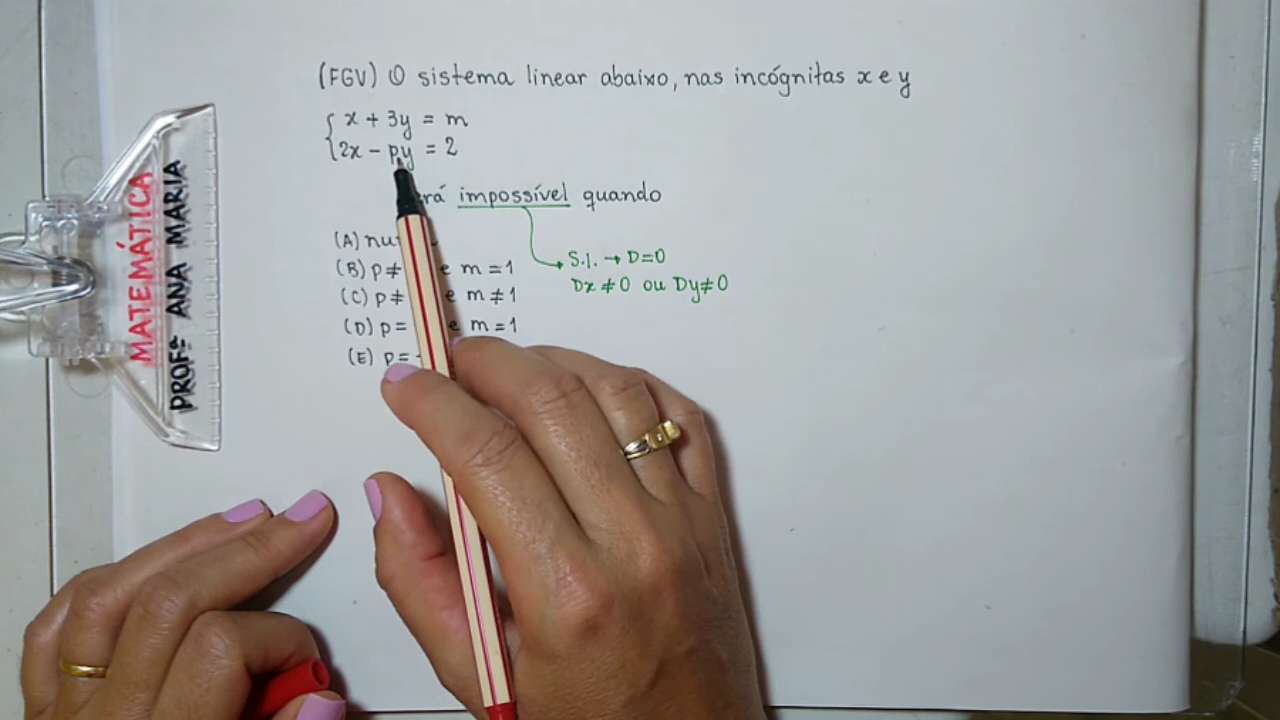 (FGV) O sistema linear abaixo, nas incógnitas x e y
x + 3y = m
2x - py = 2
impossível quando
(A)
(B) p≠ e m = 1
(C) p≠ e m ≠ 1
(D) p= e m = 1
(E) p=
S.I. → D=0
Dx ≠ 0 ou Dy ≠ 0
MATEMÁTICA
PROFª ANA MARIA